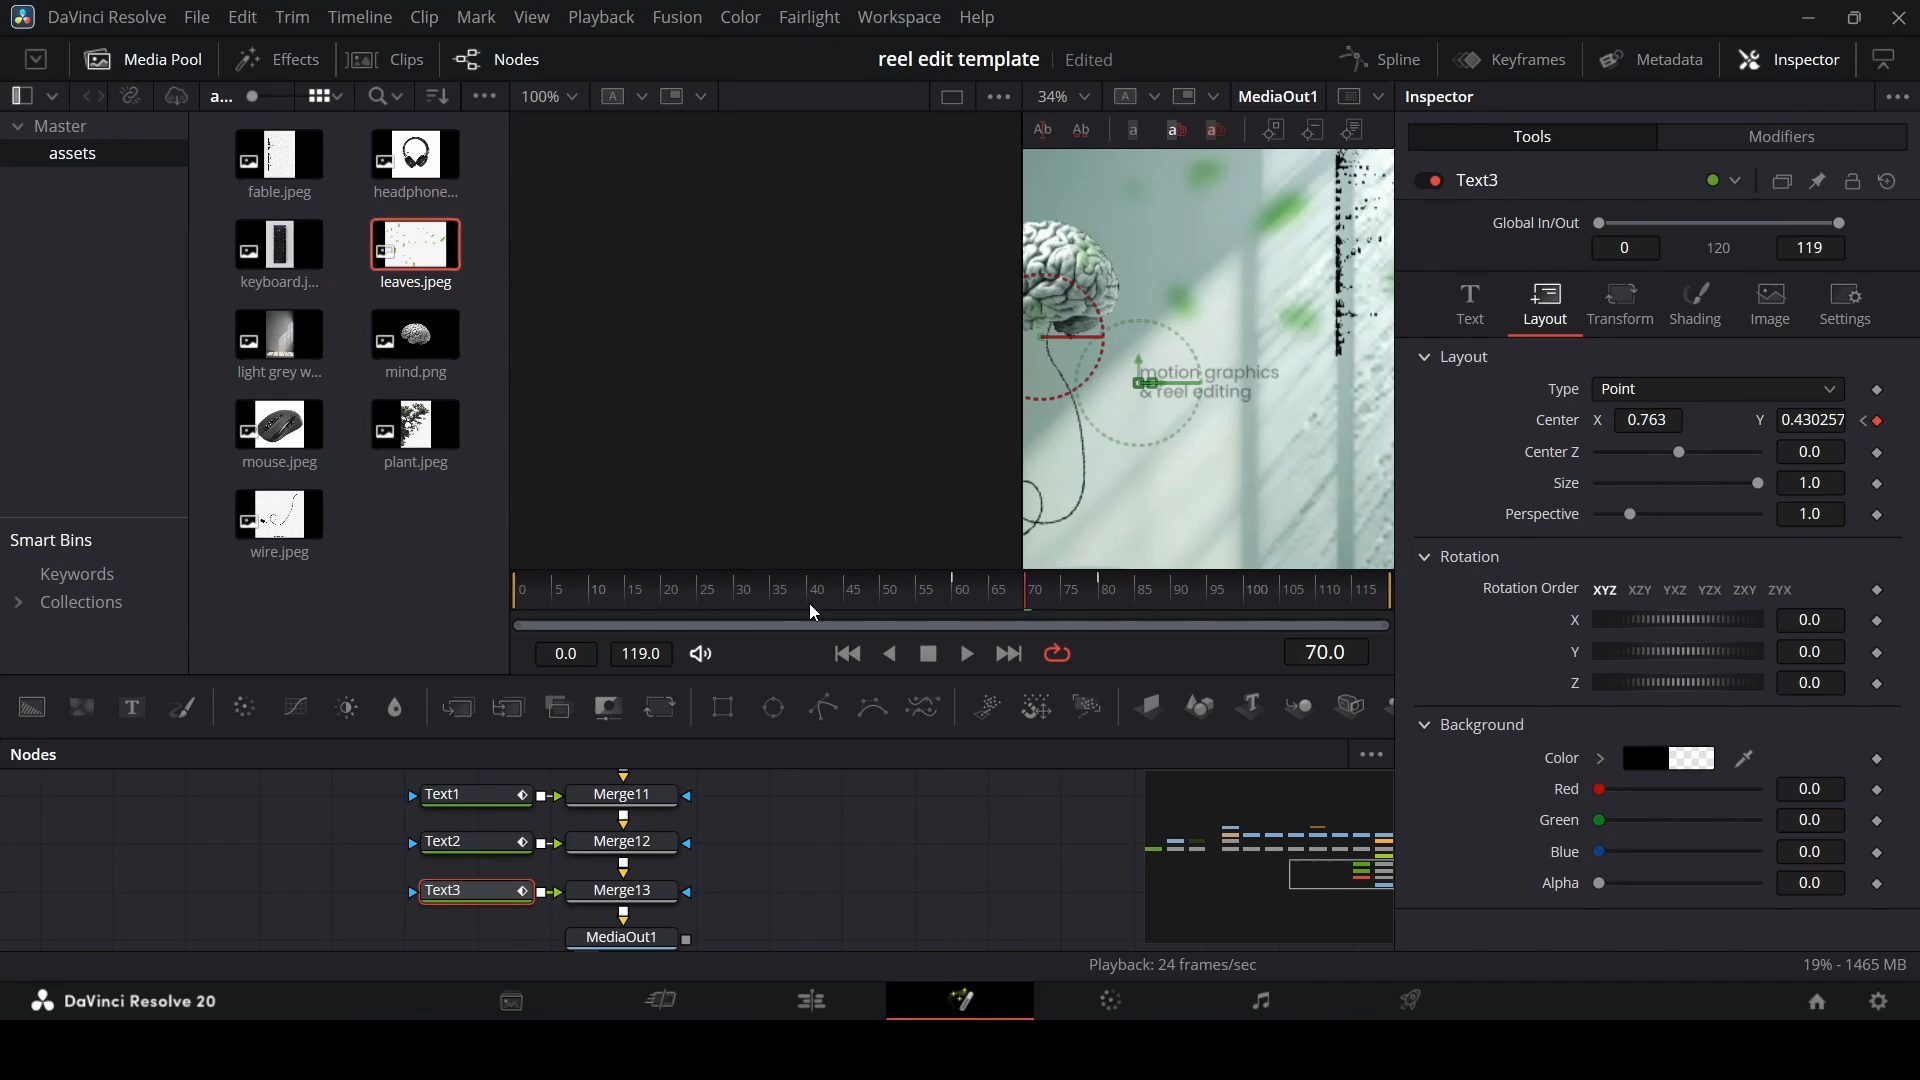 DaVinci Resolve File Edit Trim Timeline Clip Mark View Playback Fusion Color Fairlight Workspace Help
Media Pool Effects Clips Nodes reel edit template Edited Spline Keyframes Metadata Inspector
a... 100% A 34% A MediaOut1 Inspector
Master
assets
fable.jpeg headphone...
keyboard.j... leaves.jpeg
light grey w... mind.png
mouse.jpeg plant.jpeg
wire.jpeg
Smart Bins
Keywords
Collections
motion graphics
& reel editing
0 5 10 15 20 25 30 35 40 45 50 55 60 65 70 75 80 85 90 95 100 105 110 115
0.0 119.0 70.0
Tools Modifiers
Text3
Global In/Out
0 120 119
Text Layout Transform Shading Image Settings
Layout
Type Point
Center X 0.763 Y 0.430257
Center Z 0.0
Size 1.0
Perspective 1.0
Rotation
Rotation Order XYZ XZY YXZ YZX ZXY ZYX
X 0.0
Y 0.0
Z 0.0
Background
Color
Red 0.0
Green 0.0
Blue 0.0
Alpha 0.0
Nodes
Text1 Merge11
Text2 Merge12
Text3 Merge13
MediaOut1
Playback: 24 frames/sec 19% - 1465 MB
DaVinci Resolve 20